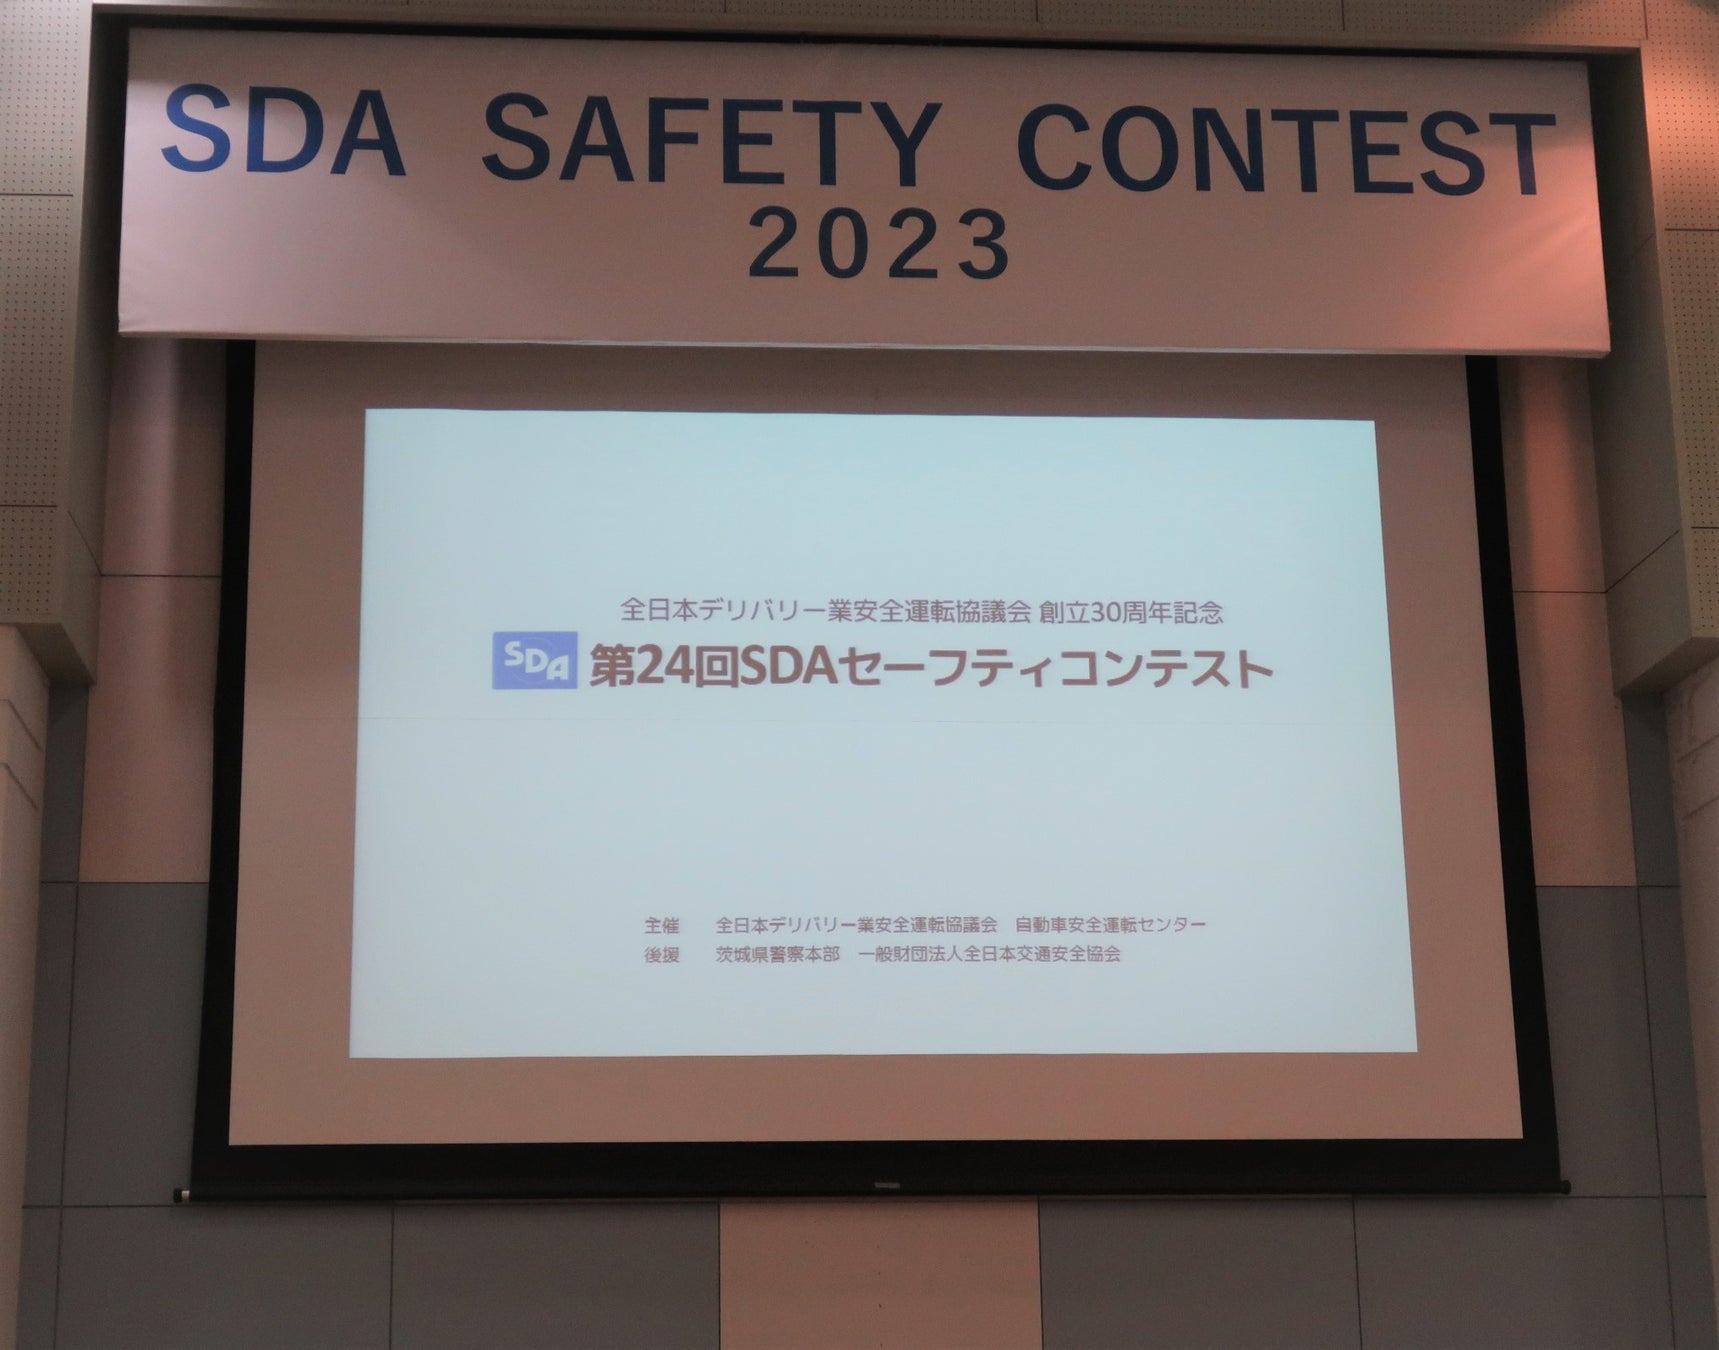 SDA SAFETY CONTEST
2023
全日本デリバリー業安全運転協議会 創立30周年記念
SDA 第24回SDAセーフティコンテスト
主催 全日本デリバリー業安全運転協議会 自動車安全運転センター
後援 茨城県警察本部 一般財団法人全日本交通安全協会